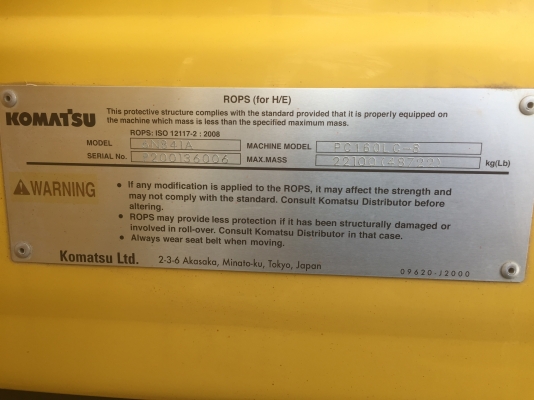 ROPS (for H/E)
KOMATSU
This protective structure complies with the standard provided that it is properly equipped on
the machine which mass is less than the specified maximum mass.
ROPS: ISO 12117-2 : 2008
MODEL MACHINE MODEL PC180LC-8
SERIAL No. 8200136006 MAX.MASS kg(Lb)
WARNING
• If any modification is applied to the ROPS, it may affect the strength and
may not comply with the standard. Consult Komatsu Distributor before
altering.
• ROPS may provide less protection if it has been structurally damaged or
involved in roll-over. Consult Komatsu Distributor in that case.
• Always wear seat belt when moving.
Komatsu Ltd. 2-3-6 Akasaka, Minato-ku, Tokyo, Japan
09620-J2000